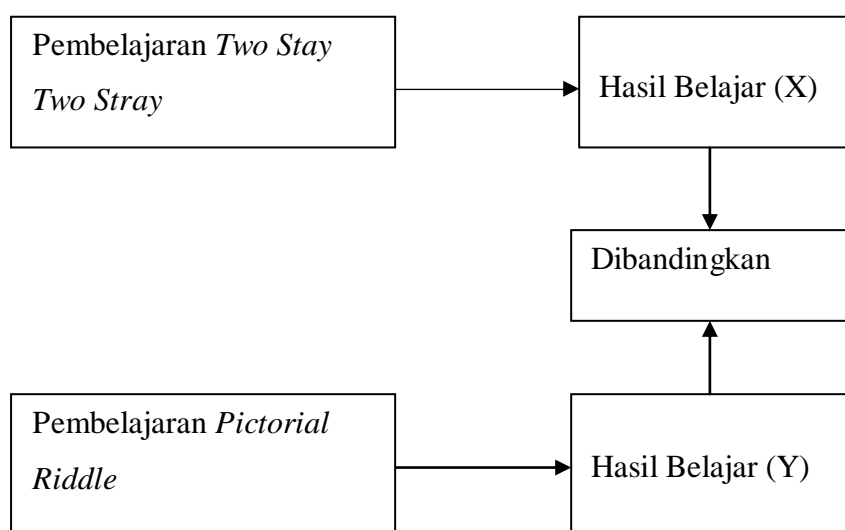 Pembelajaran Two Stay
Two Stray
Hasil Belajar (X)
Dibandingkan
Pembelajaran Pictorial
Riddle
Hasil Belajar (Y)